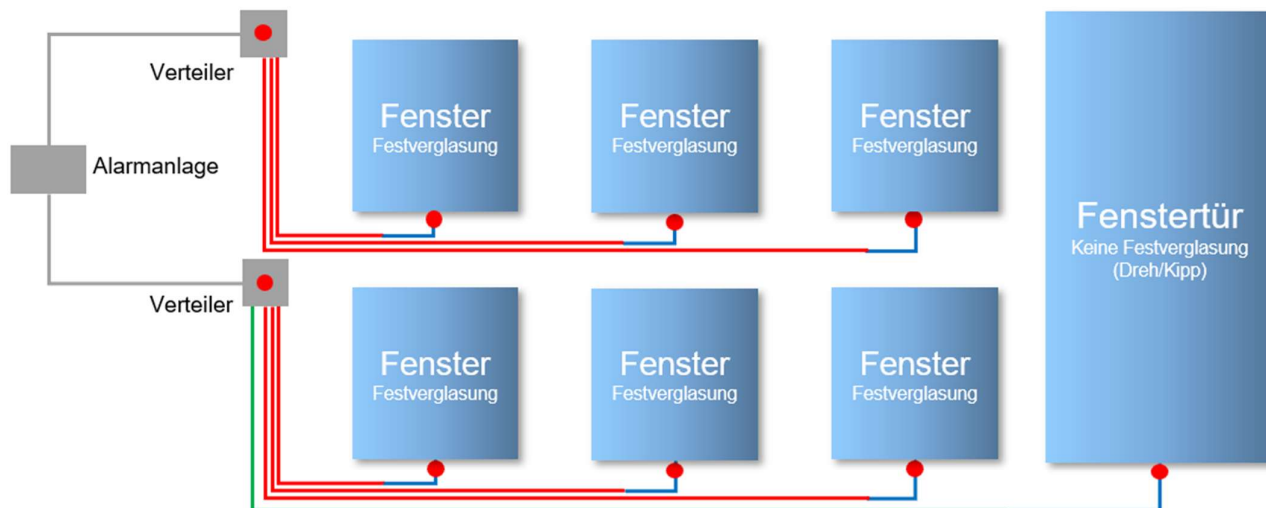 Verteiler
Alarmanlage
Fenster
Festverglasung
Fenster
Festverglasung
Fenster
Festverglasung
Fenstertür
Keine Festverglasung
(Dreh/Kipp)
Verteiler
Fenster
Festverglasung
Fenster
Festverglasung
Fenster
Festverglasung